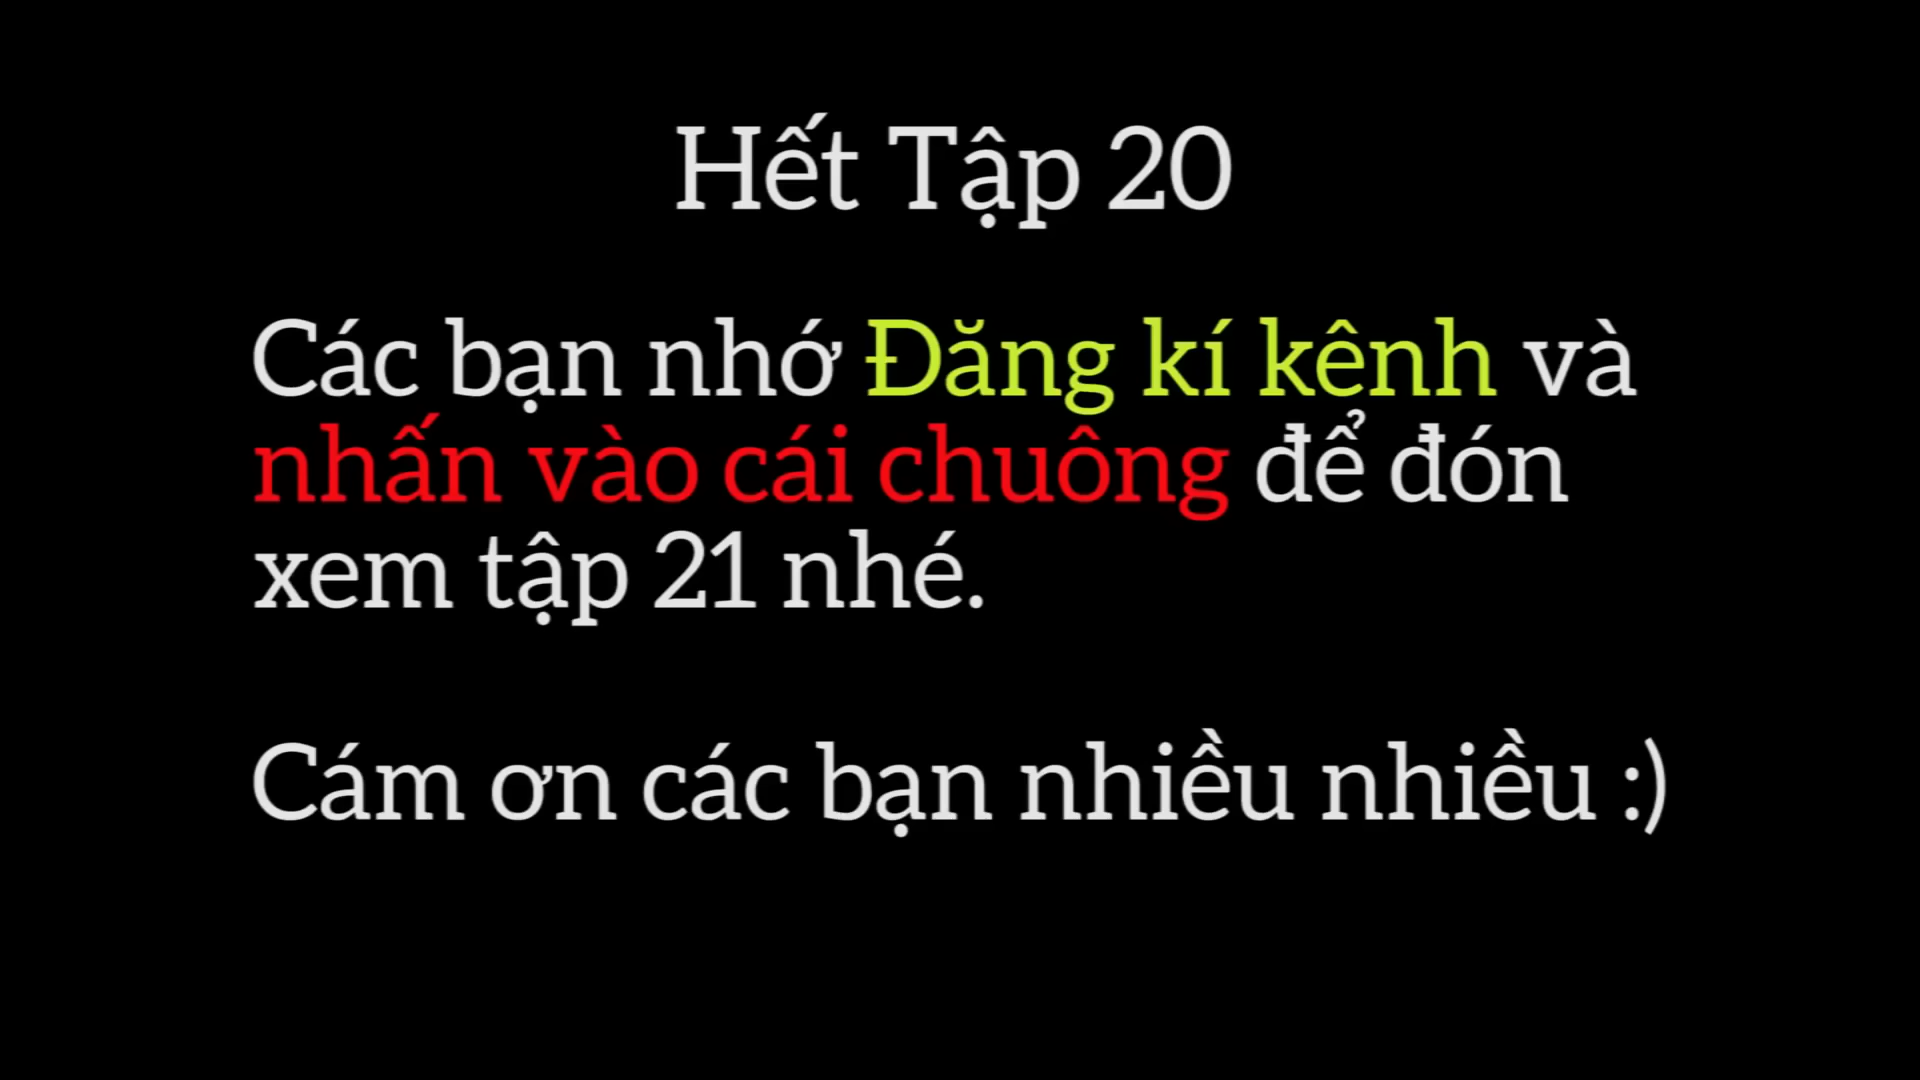 Hết Tập 20
Các bạn nhớ Đăng kí kênh và
nhấn vào cái chuông để đón
xem tập 21 nhé.
Cám ơn các bạn nhiều nhiều :)